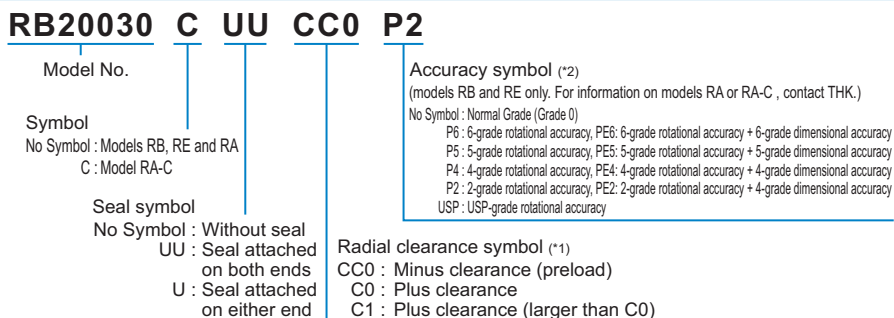 RB20030 C UU CC0 P2
Model No.
Symbol
No Symbol : Models RB, RE and RA
C : Model RA-C
Seal symbol
No Symbol : Without seal
UU : Seal attached
on both ends
U : Seal attached
on either end
Radial clearance symbol (*1)
CC0 : Minus clearance (preload)
C0 : Plus clearance
C1 : Plus clearance (larger than C0)
Accuracy symbol (*2)
(models RB and RE only. For information on models RA or RA-C , contact THK.)
No Symbol : Normal Grade (Grade 0)
P6 : 6-grade rotational accuracy, PE6: 6-grade rotational accuracy + 6-grade dimensional accuracy
P5 : 5-grade rotational accuracy, PE5: 5-grade rotational accuracy + 5-grade dimensional accuracy
P4 : 4-grade rotational accuracy, PE4: 4-grade rotational accuracy + 4-grade dimensional accuracy
P2 : 2-grade rotational accuracy, PE2: 2-grade rotational accuracy + 4-grade dimensional accuracy
USP : USP-grade rotational accuracy